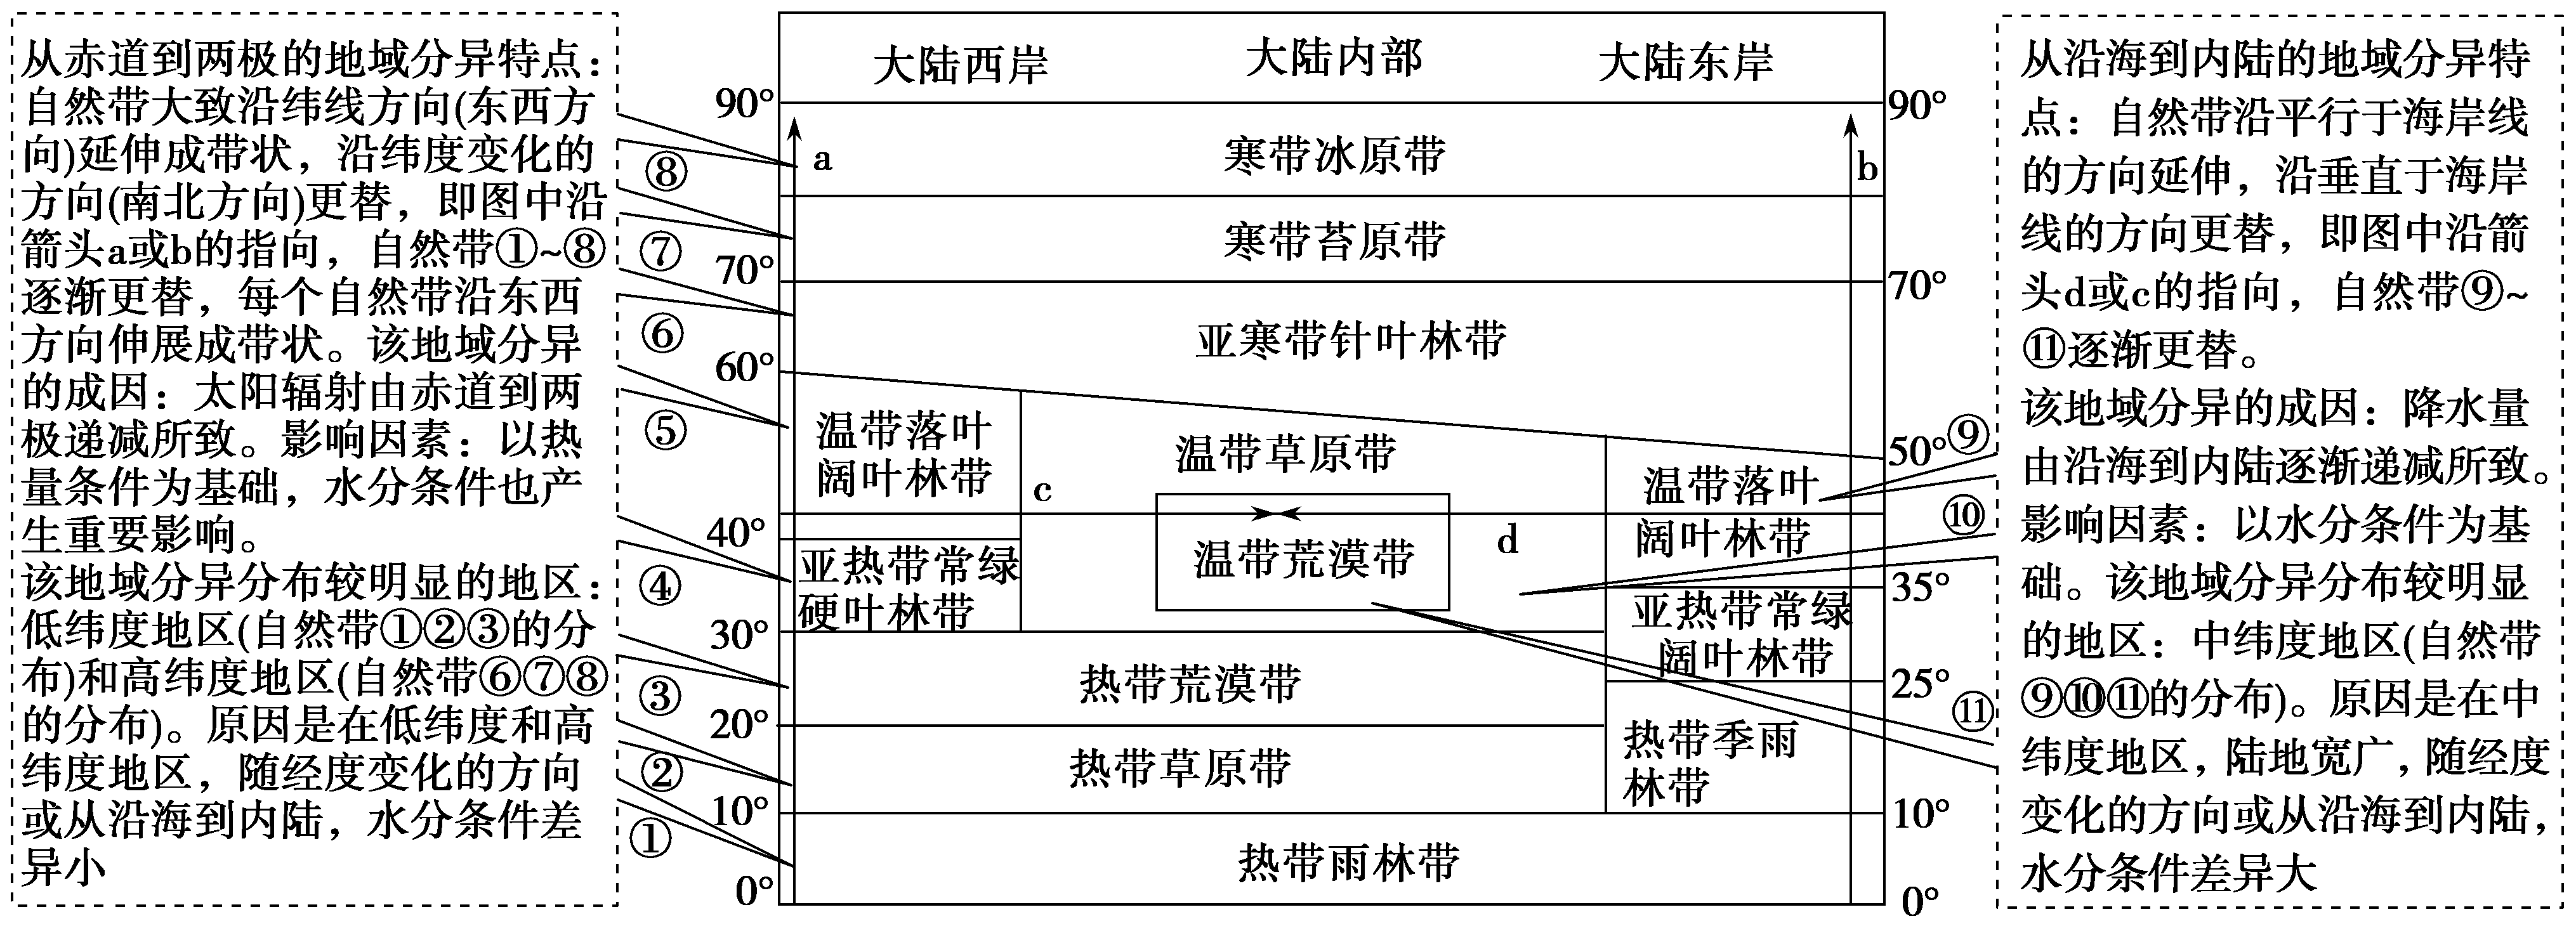 从赤道到两极的地域分异特点：
自然带大致沿纬线方向(东西方
向)延伸成带状，沿纬度变化的
方向(南北方向)更替，即图中沿
箭头a或b的指向，自然带①~⑧
逐渐更替，每个自然带沿东西
方向伸展成带状。该地域分异
的成因：太阳辐射由赤道到两
极递减所致。影响因素：以热
量条件为基础，水分条件也产
生重要影响。
该地域分异分布较明显的地区：
低纬度地区(自然带①②③的分
布)和高纬度地区(自然带⑥⑦⑧
的分布)。原因是在低纬度和高
纬度地区，随经度变化的方向
或从沿海到内陆，水分条件差
异小
⑧
⑦
⑥
⑤
④
③
②
①
90°
70°
60°
40°
30°
20°
10°
0°
大陆西岸
大陆内部
大陆东岸
a
寒带冰原带
b
寒带苔原带
亚寒带针叶林带
温带落叶
阔叶林带
c
温带草原带
温带荒漠带
d
温带落叶
阔叶林带
亚热带常绿
硬叶林带
亚热带常绿
阔叶林带
热带荒漠带
热带草原带
热带季雨
林带
热带雨林带
90°
70°
50°
35°
25°
10°
0°
⑨
⑩
⑪
从沿海到内陆的地域分异特
点：自然带沿平行于海岸线
的方向延伸，沿垂直于海岸
线的方向更替，即图中沿箭
头d或c的指向，自然带⑨~
⑪逐渐更替。
该地域分异的成因：降水量
由沿海到内陆逐渐递减所致。
影响因素：以水分条件为基
础。该地域分异分布较明显
的地区：中纬度地区(自然带
⑨⑩⑪的分布)。原因是在中
纬度地区，陆地宽广，随经度
变化的方向或从沿海到内陆，
水分条件差异大